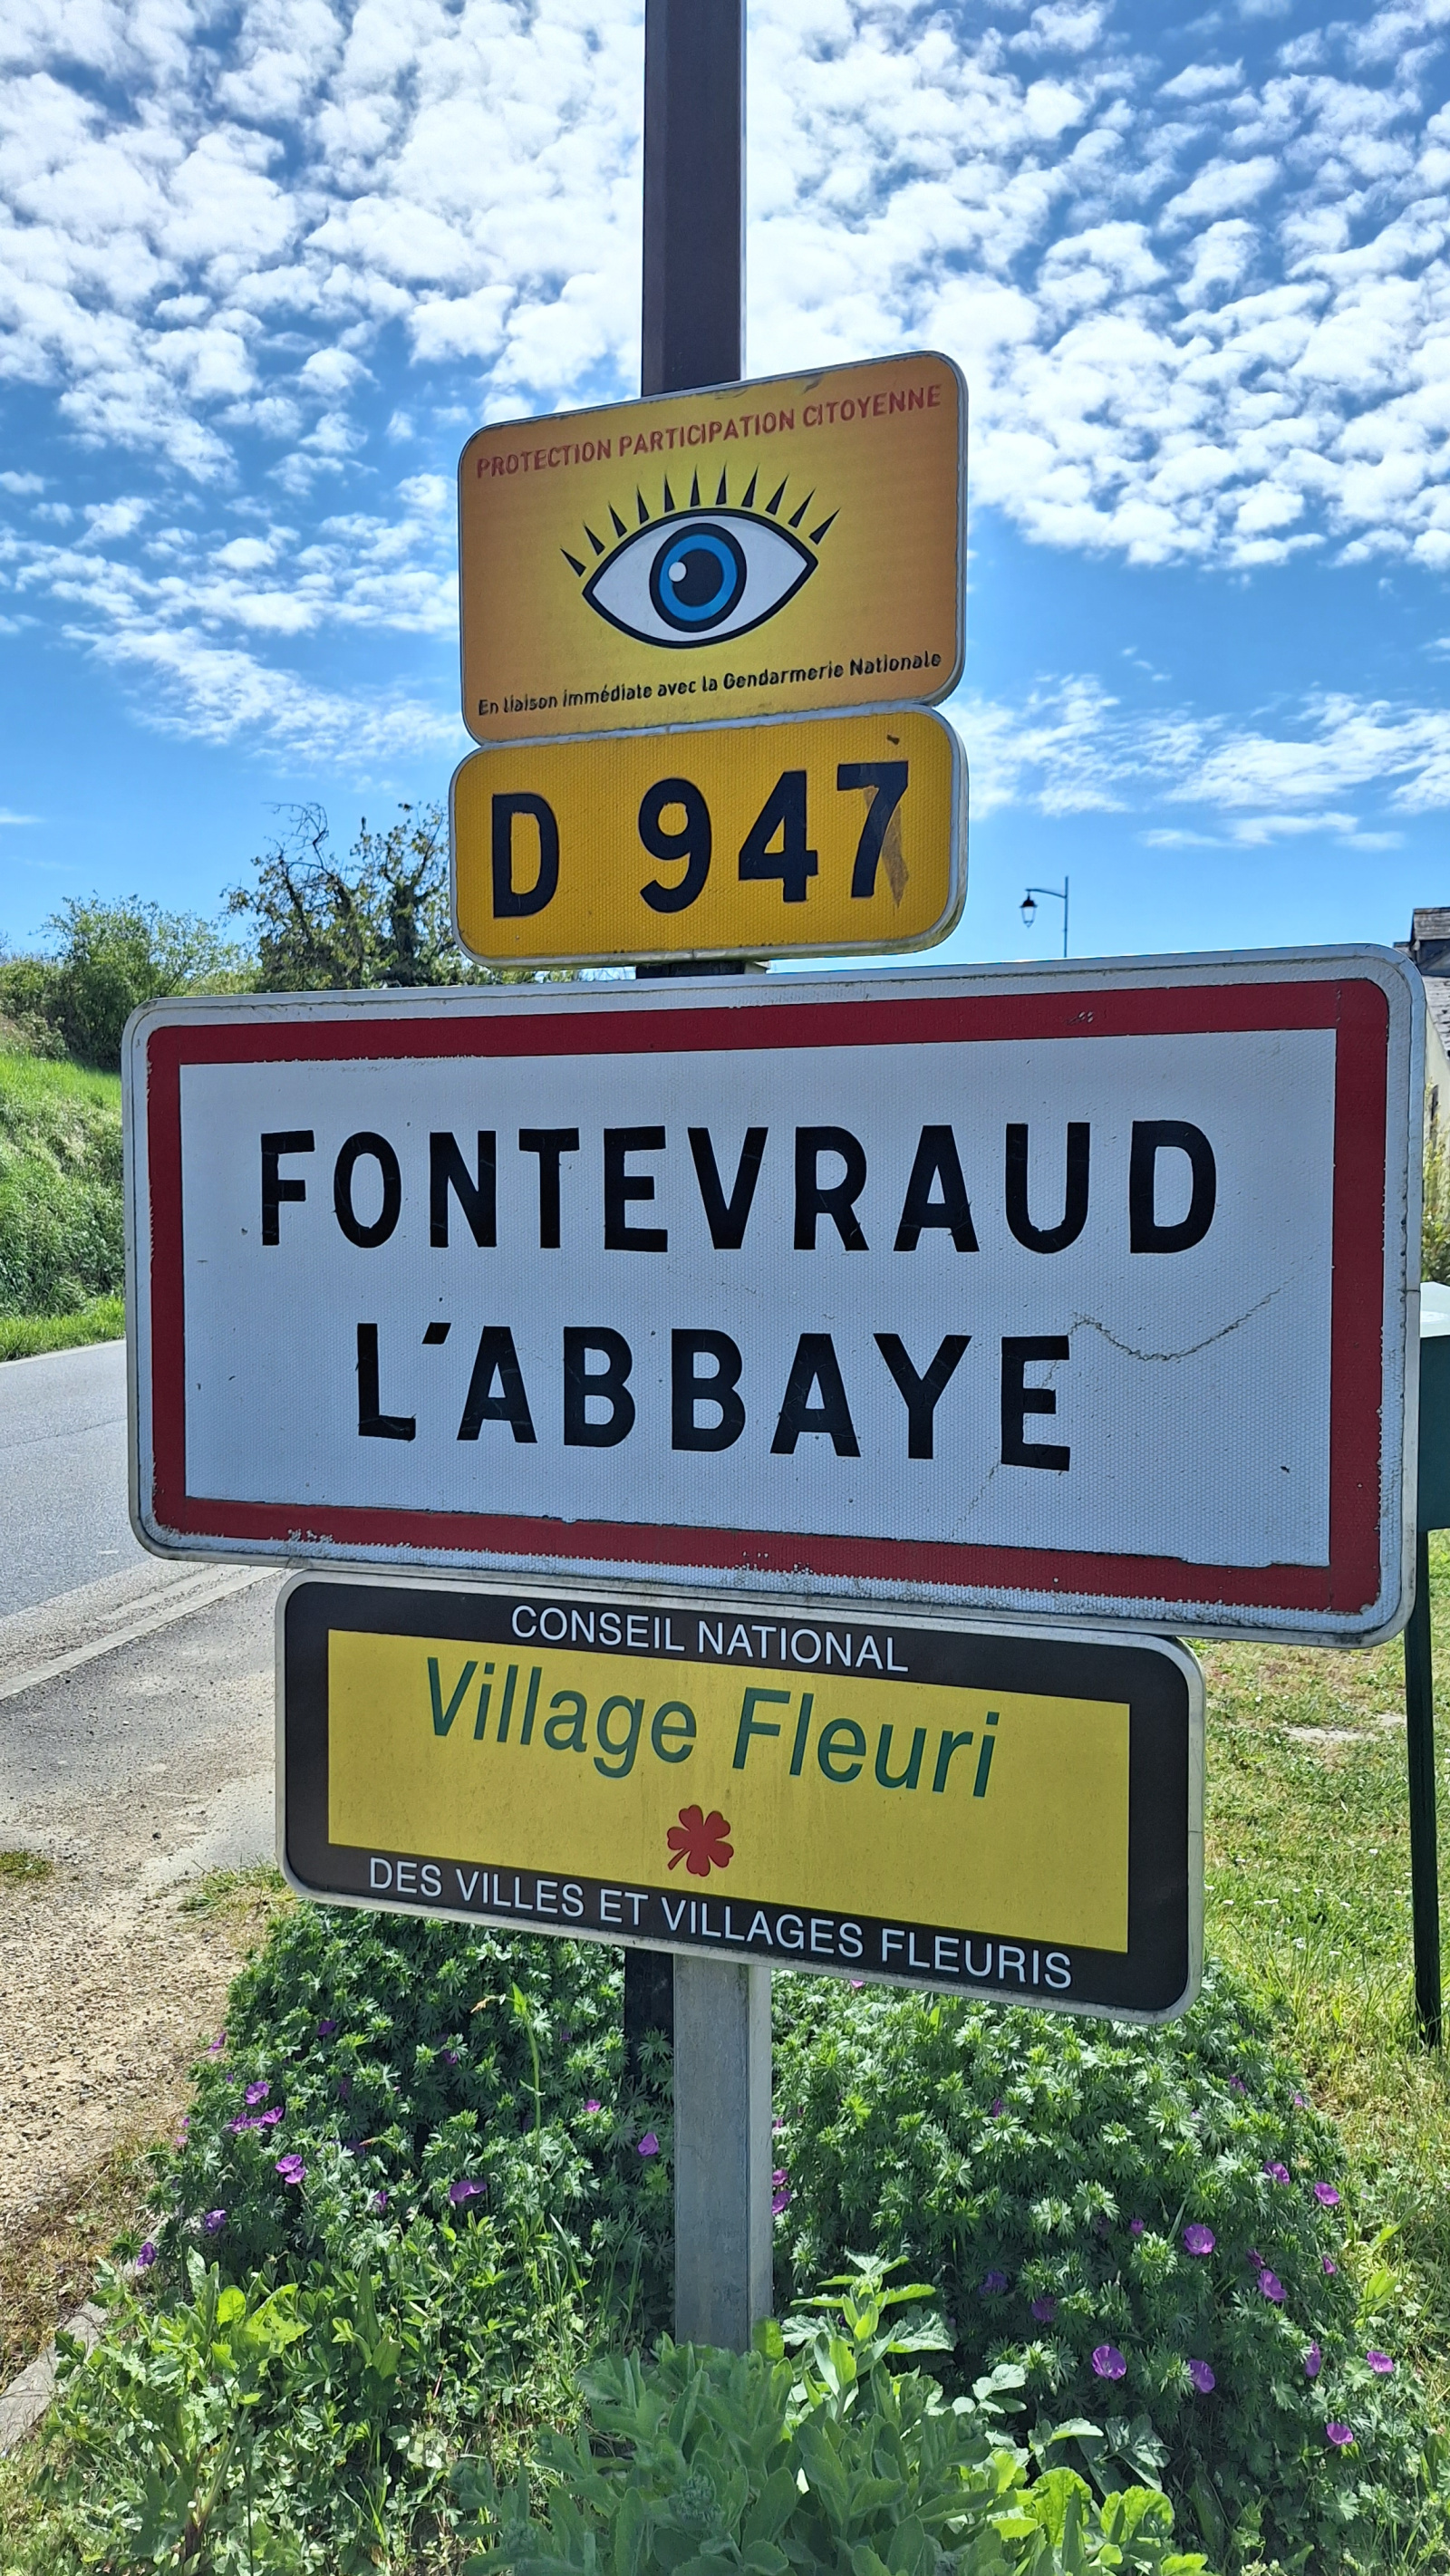 PROTECTION PARTICIPATION CITOYENNE
En liaison immédiate avec la Gendarmerie Nationale
D 947
FONTEVRAUD
L'ABBAYE
CONSEIL NATIONAL
Village Fleuri
DES VILLES ET VILLAGES FLEURIS